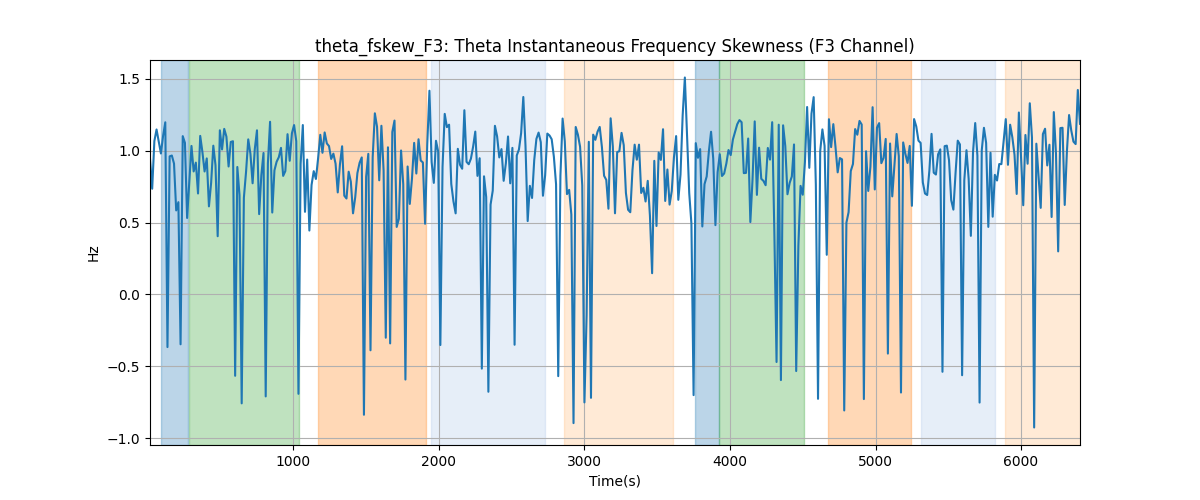 theta_fskew_F3: Theta Instantaneous Frequency Skewness (F3 Channel)
1.5
1.0
0.5
0.0
−0.5
−1.0
Hz
1000 2000 3000 4000 5000 6000
Time(s)